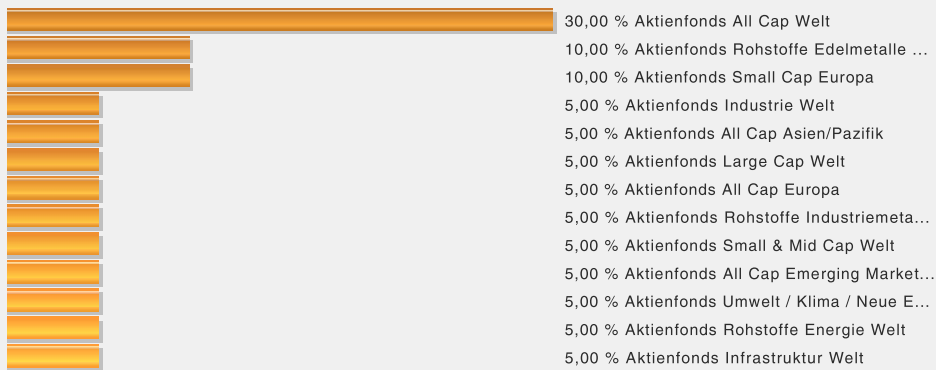 30,00 % Aktienfonds All Cap Welt
10,00 % Aktienfonds Rohstoffe Edelmetalle ...
10,00 % Aktienfonds Small Cap Europa
5,00 % Aktienfonds Industrie Welt
5,00 % Aktienfonds All Cap Asien/Pazifik
5,00 % Aktienfonds Large Cap Welt
5,00 % Aktienfonds All Cap Europa
5,00 % Aktienfonds Rohstoffe Industriemeta...
5,00 % Aktienfonds Small & Mid Cap Welt
5,00 % Aktienfonds All Cap Emerging Market...
5,00 % Aktienfonds Umwelt / Klima / Neue E...
5,00 % Aktienfonds Rohstoffe Energie Welt
5,00 % Aktienfonds Infrastruktur Welt